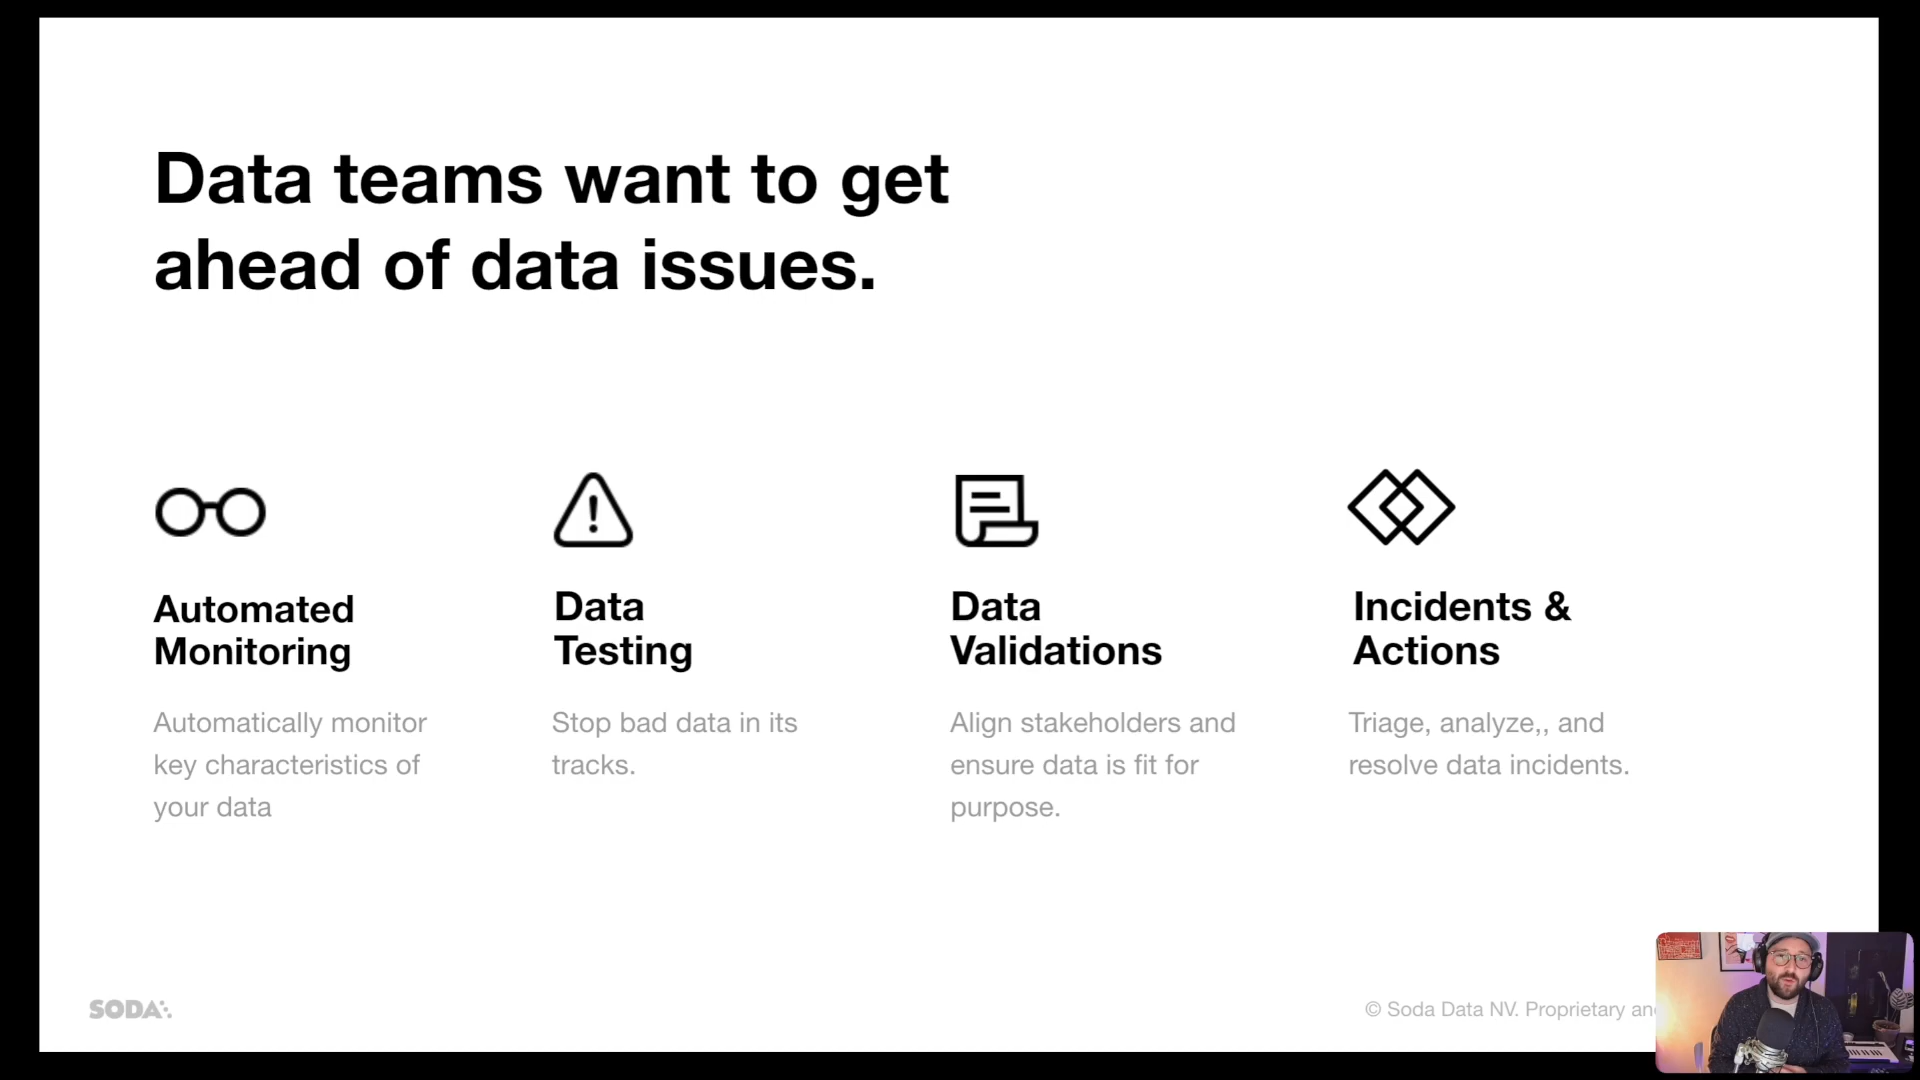 Data teams want to get
ahead of data issues.
Automated
Monitoring
Automatically monitor
key characteristics of
your data
Data
Testing
Stop bad data in its
tracks.
Data
Validations
Align stakeholders and
ensure data is fit for
purpose.
Incidents &
Actions
Triage, analyze,, and
resolve data incidents.
SODA
© Soda Data NV. Proprietary